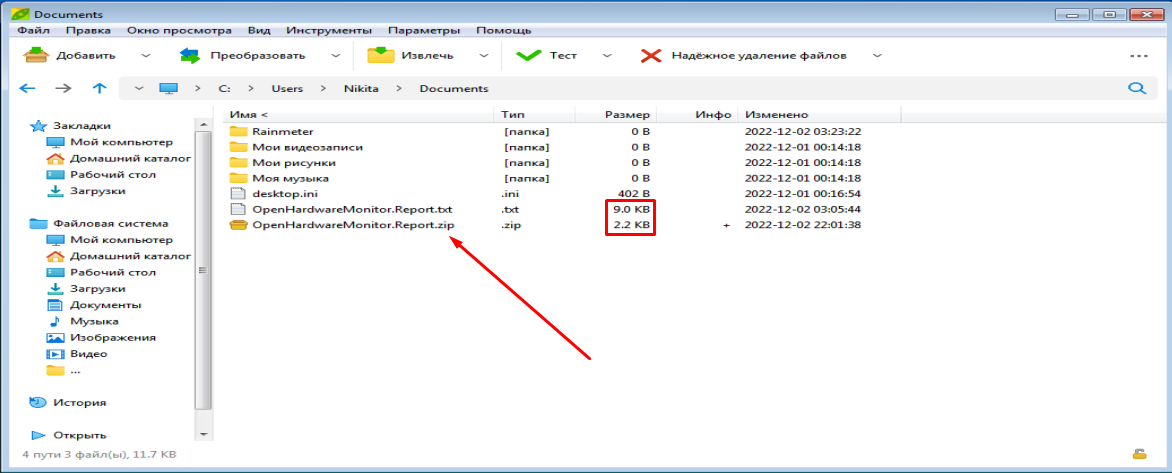 Documents
Файл Правка Окно просмотра Вид Инструменты Параметры Помощь
Добавить Преобразовать Извлечь Тест Надёжное удаление файлов ...
C: > Users > Nikita > Documents
Закладки
Мой компьютер
Домашний каталог
Рабочий стол
Загрузки
Файловая система
Мой компьютер
Домашний каталог
Рабочий стол
Загрузки
Документы
Музыка
Изображения
Видео
...
История
Открыть
Имя < Тип Размер Инфо Изменено
Rainmeter [папка] 0 B 2022-12-02 03:23:22
Мои видеозаписи [папка] 0 B 2022-12-01 00:14:18
Мои рисунки [папка] 0 B 2022-12-01 00:14:18
Моя музыка [папка] 0 B 2022-12-01 00:14:18
desktop.ini .ini 402 B 2022-12-01 00:16:54
OpenHardwareMonitor.Report.txt .txt 9.0 KB 2022-12-02 03:05:44
OpenHardwareMonitor.Report.zip .zip 2.2 KB + 2022-12-02 22:01:38
4 пути 3 файл(ы), 11.7 KB